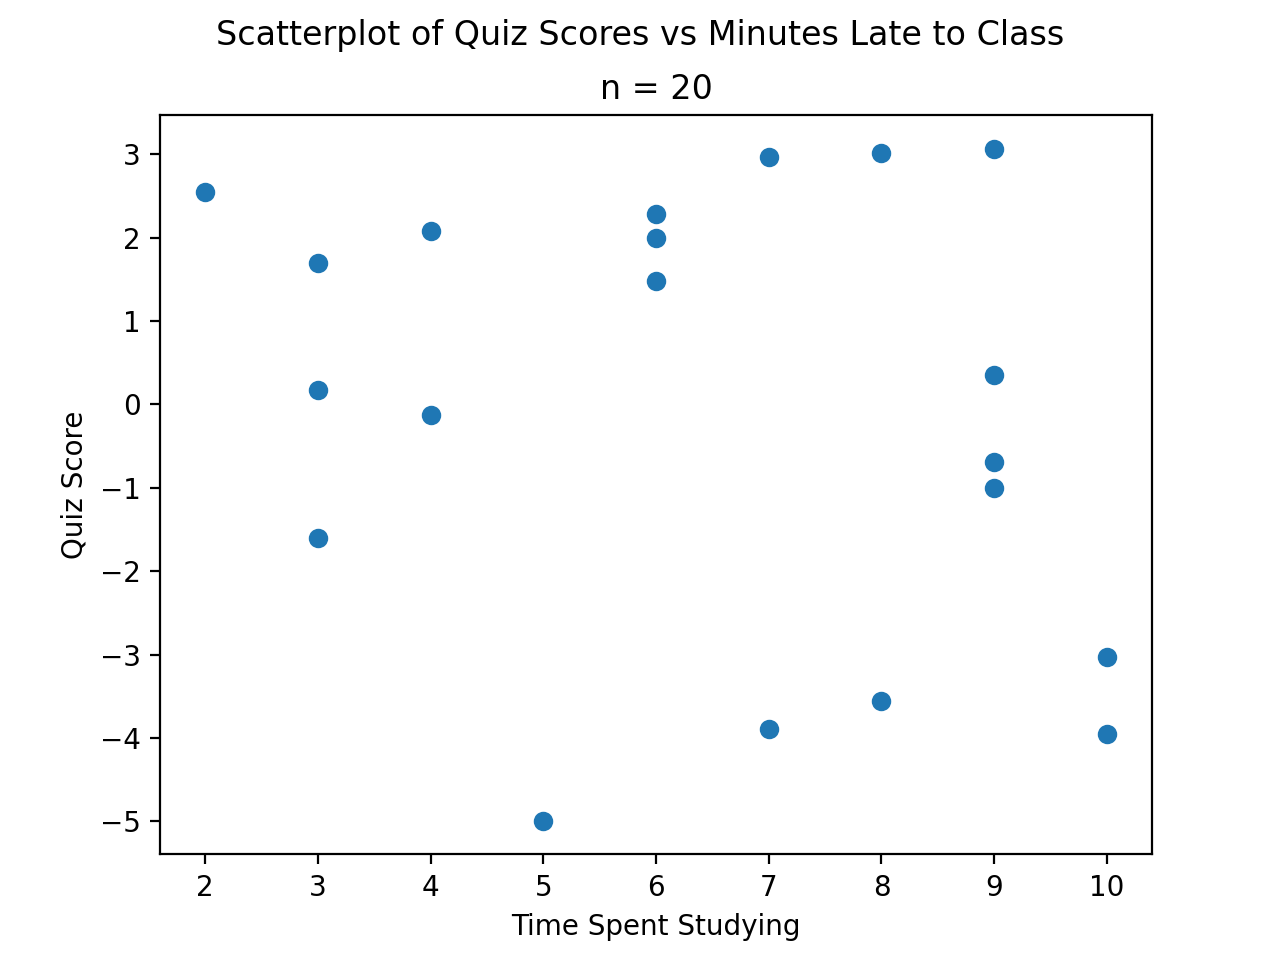 Scatterplot of Quiz Scores vs Minutes Late to Class
n = 20
3
2
1
0
−1
−2
−3
−4
−5
Quiz Score
2 3 4 5 6 7 8 9 10
Time Spent Studying